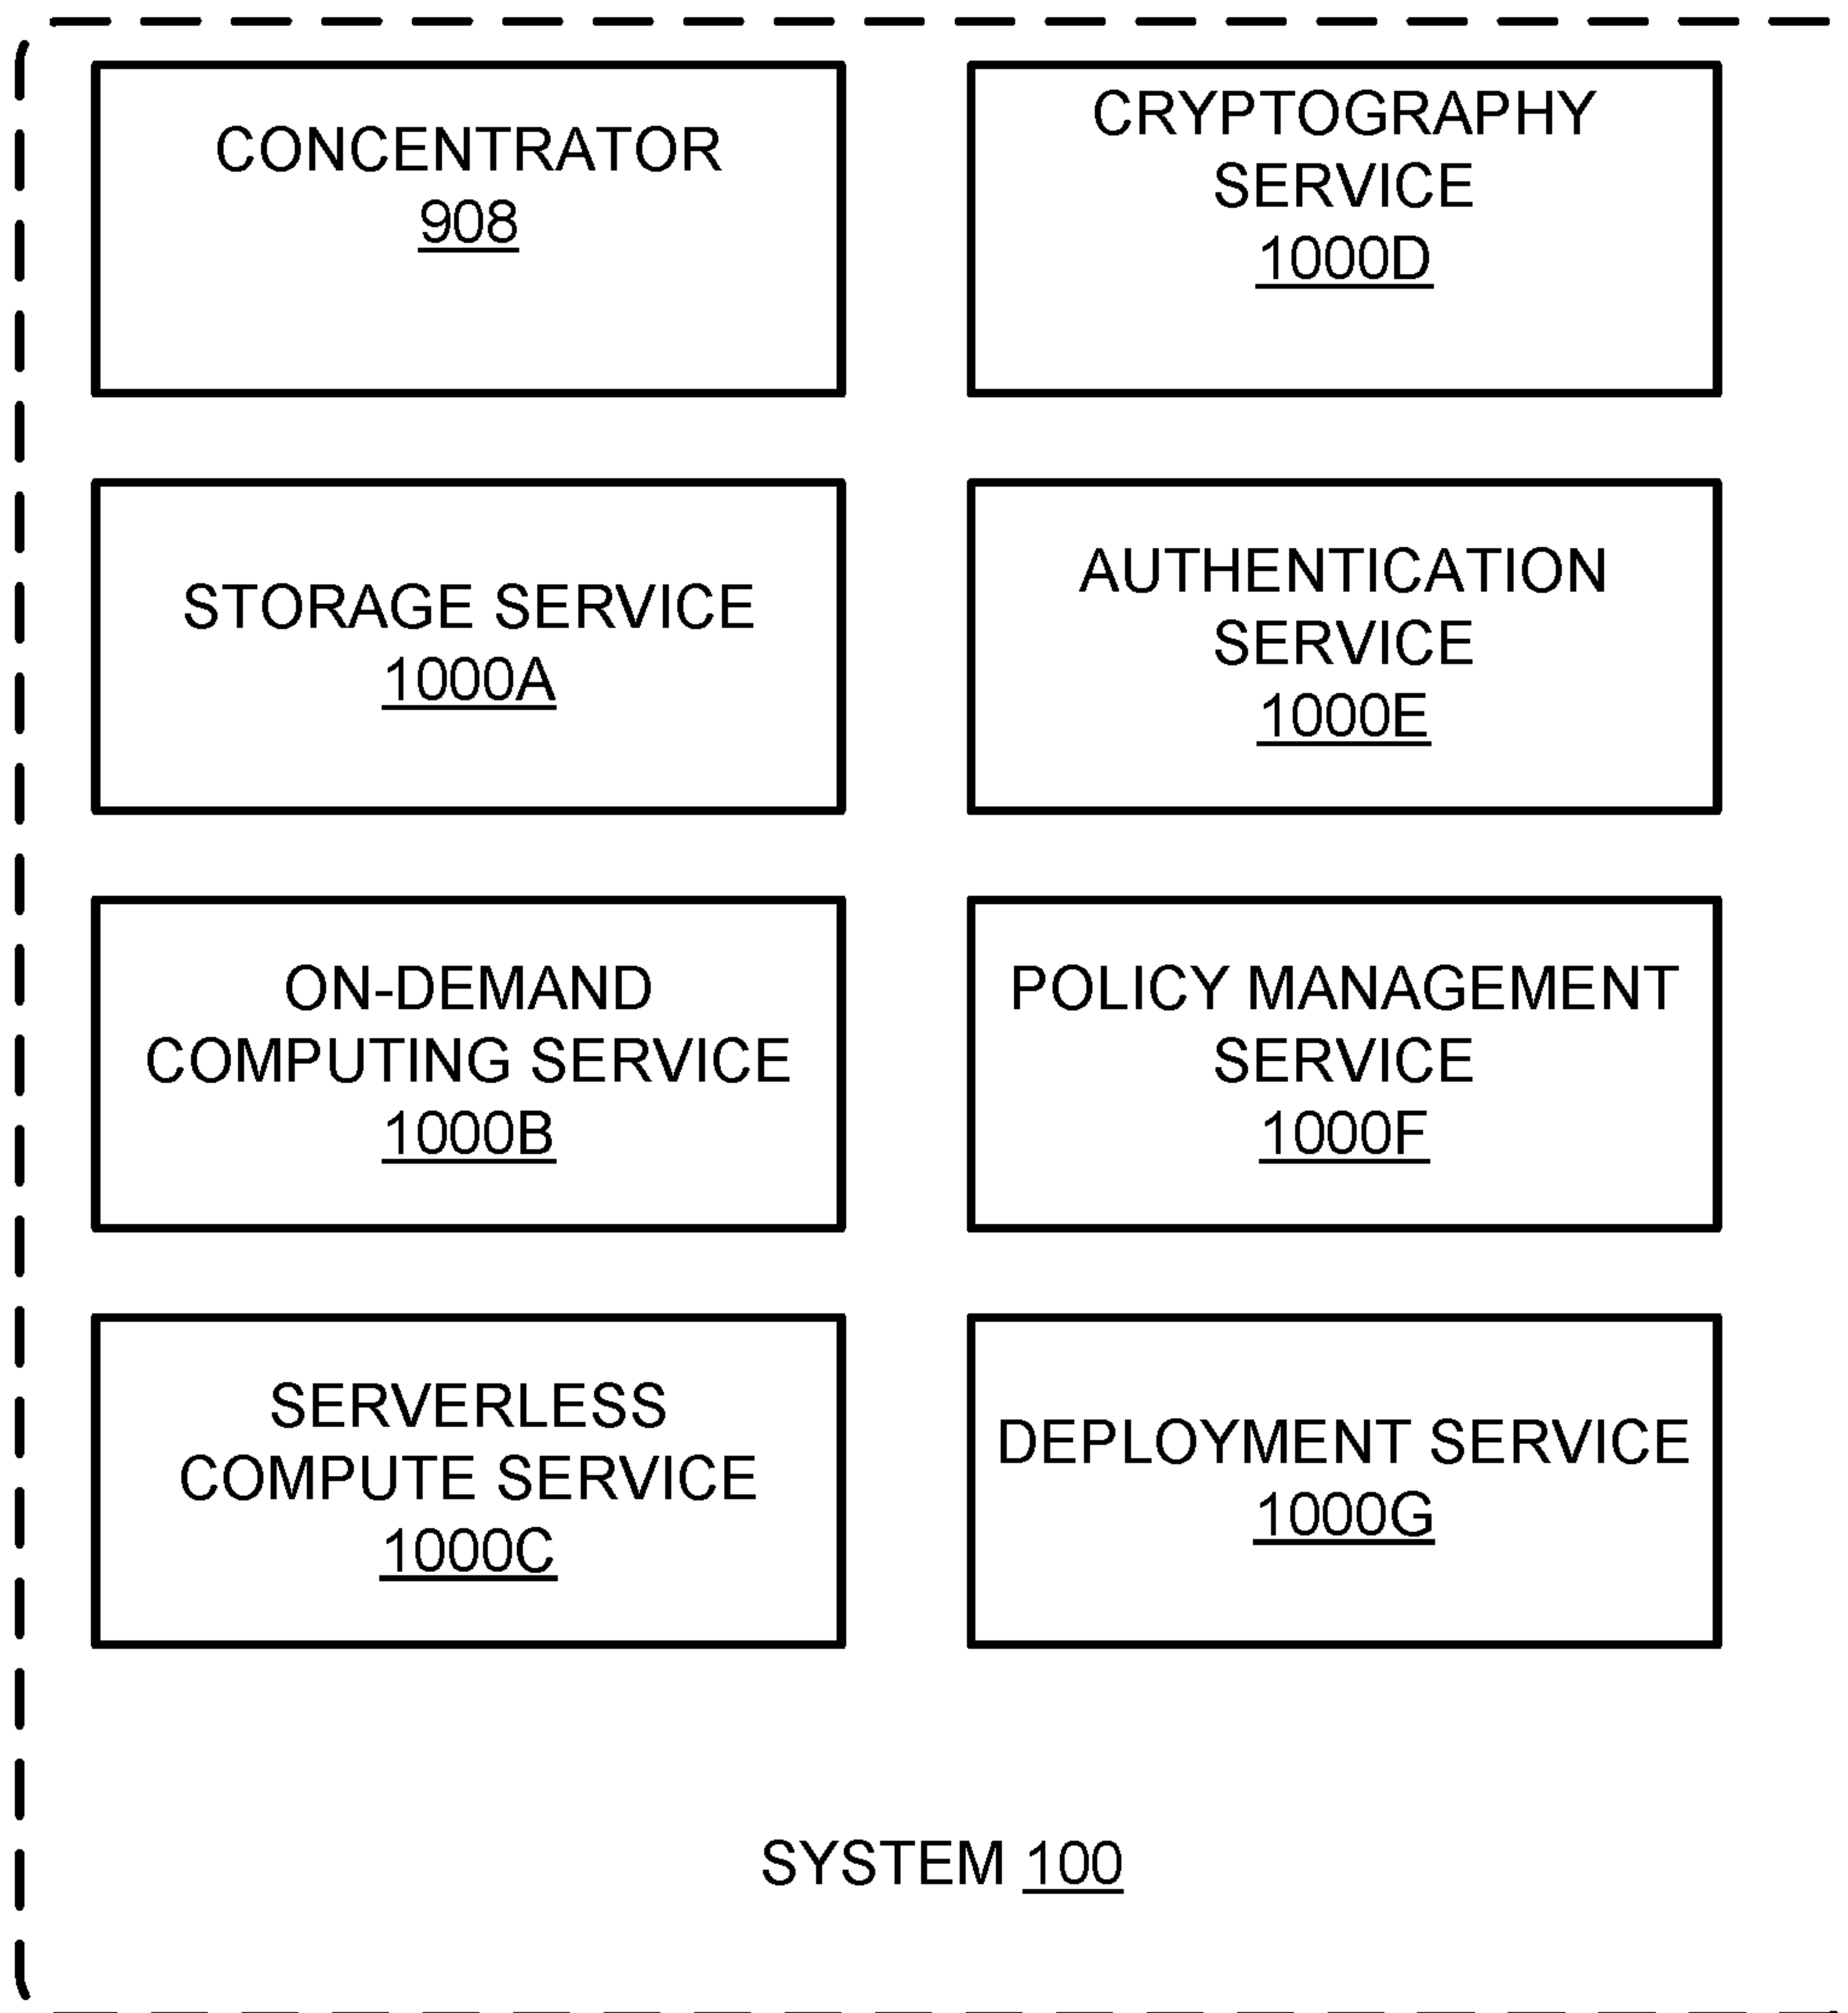 CONCENTRATOR
908
STORAGE SERVICE
1000A
ON-DEMAND
COMPUTING SERVICE
1000B
SERVERLESS
COMPUTE SERVICE
1000C
CRYPTOGRAPHY
SERVICE
1000D
AUTHENTICATION
SERVICE
1000E
POLICY MANAGEMENT
SERVICE
1000F
DEPLOYMENT SERVICE
1000G
SYSTEM 100